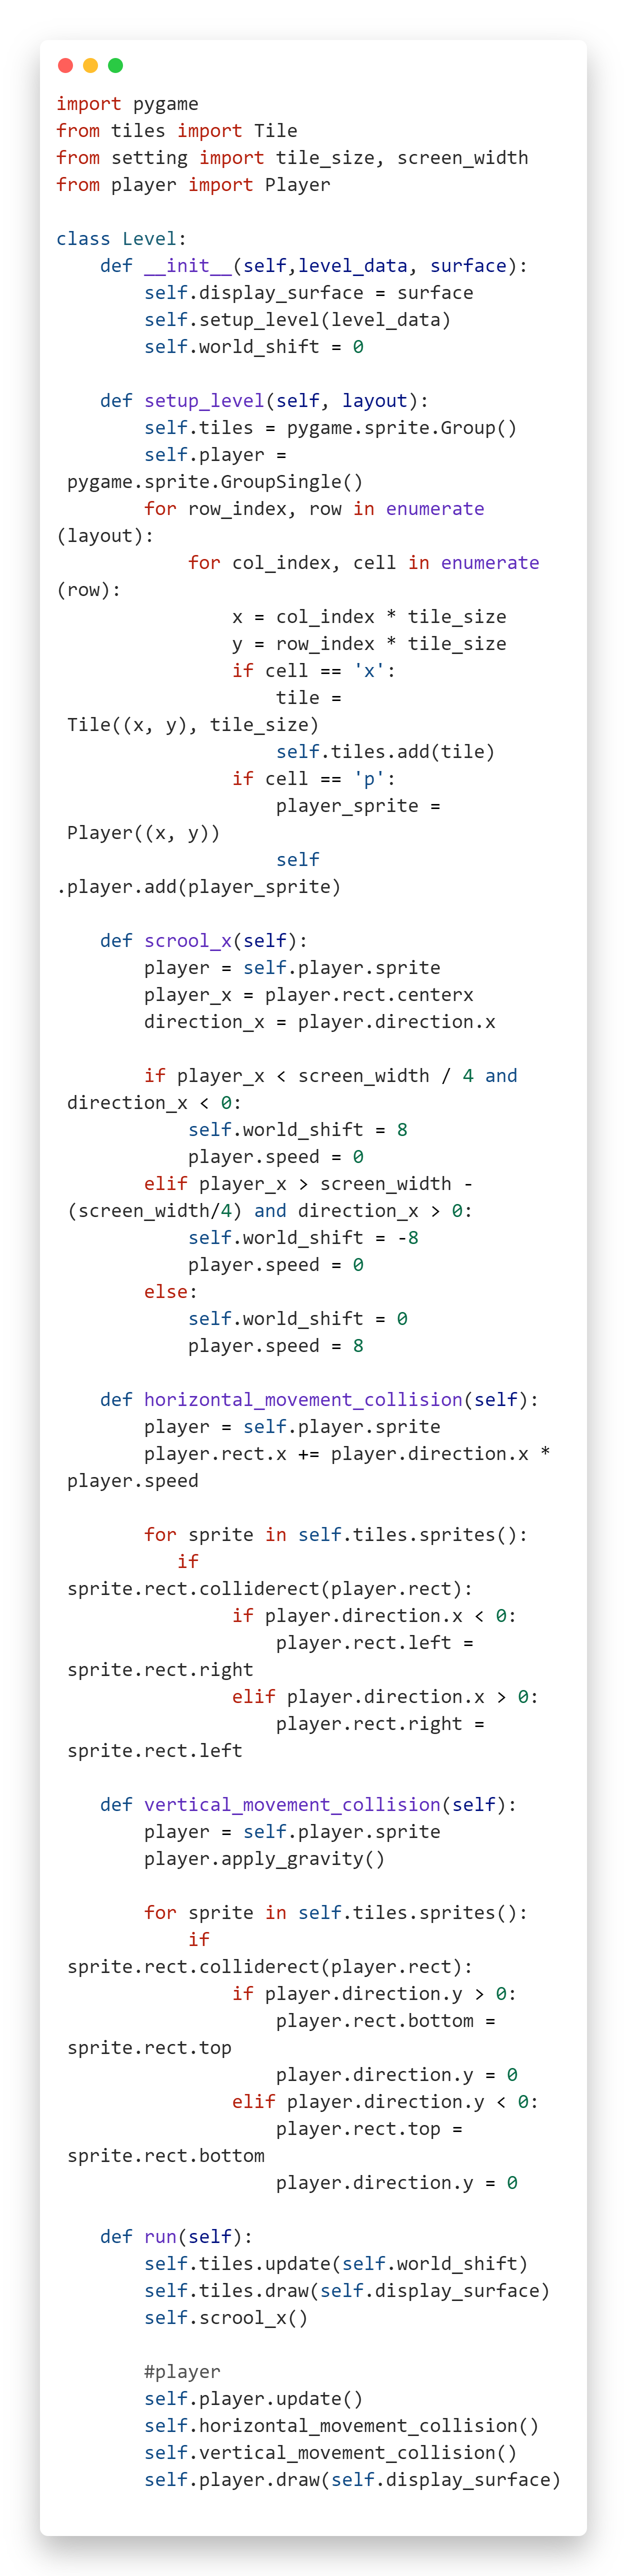 import pygame
from tiles import Tile
from setting import tile_size, screen_width
from player import Player

class Level:
    def __init__(self,level_data, surface):
        self.display_surface = surface
        self.setup_level(level_data)
        self.world_shift = 0

    def setup_level(self, layout):
        self.tiles = pygame.sprite.Group()
        self.player =
 pygame.sprite.GroupSingle()
        for row_index, row in enumerate
(layout):
            for col_index, cell in enumerate
(row):
                x = col_index * tile_size
                y = row_index * tile_size
                if cell == 'x':
                    tile =
 Tile((x, y), tile_size)
                    self.tiles.add(tile)
                if cell == 'p':
                    player_sprite =
 Player((x, y))
                    self
.player.add(player_sprite)

    def scrool_x(self):
        player = self.player.sprite
        player_x = player.rect.centerx
        direction_x = player.direction.x

        if player_x < screen_width / 4 and
 direction_x < 0:
            self.world_shift = 8
            player.speed = 0
        elif player_x > screen_width -
 (screen_width/4) and direction_x > 0:
            self.world_shift = -8
            player.speed = 0
        else:
            self.world_shift = 0
            player.speed = 8

    def horizontal_movement_collision(self):
        player = self.player.sprite
        player.rect.x += player.direction.x *
 player.speed

        for sprite in self.tiles.sprites():
           if
 sprite.rect.colliderect(player.rect):
                if player.direction.x < 0:
                    player.rect.left =
 sprite.rect.right
                elif player.direction.x > 0:
                    player.rect.right =
 sprite.rect.left

    def vertical_movement_collision(self):
        player = self.player.sprite
        player.apply_gravity()

        for sprite in self.tiles.sprites():
            if
 sprite.rect.colliderect(player.rect):
                if player.direction.y > 0:
                    player.rect.bottom =
 sprite.rect.top
                    player.direction.y = 0
                elif player.direction.y < 0:
                    player.rect.top =
 sprite.rect.bottom
                    player.direction.y = 0

    def run(self):
        self.tiles.update(self.world_shift)
        self.tiles.draw(self.display_surface)
        self.scrool_x()

        #player
        self.player.update()
        self.horizontal_movement_collision()
        self.vertical_movement_collision()
        self.player.draw(self.display_surface)